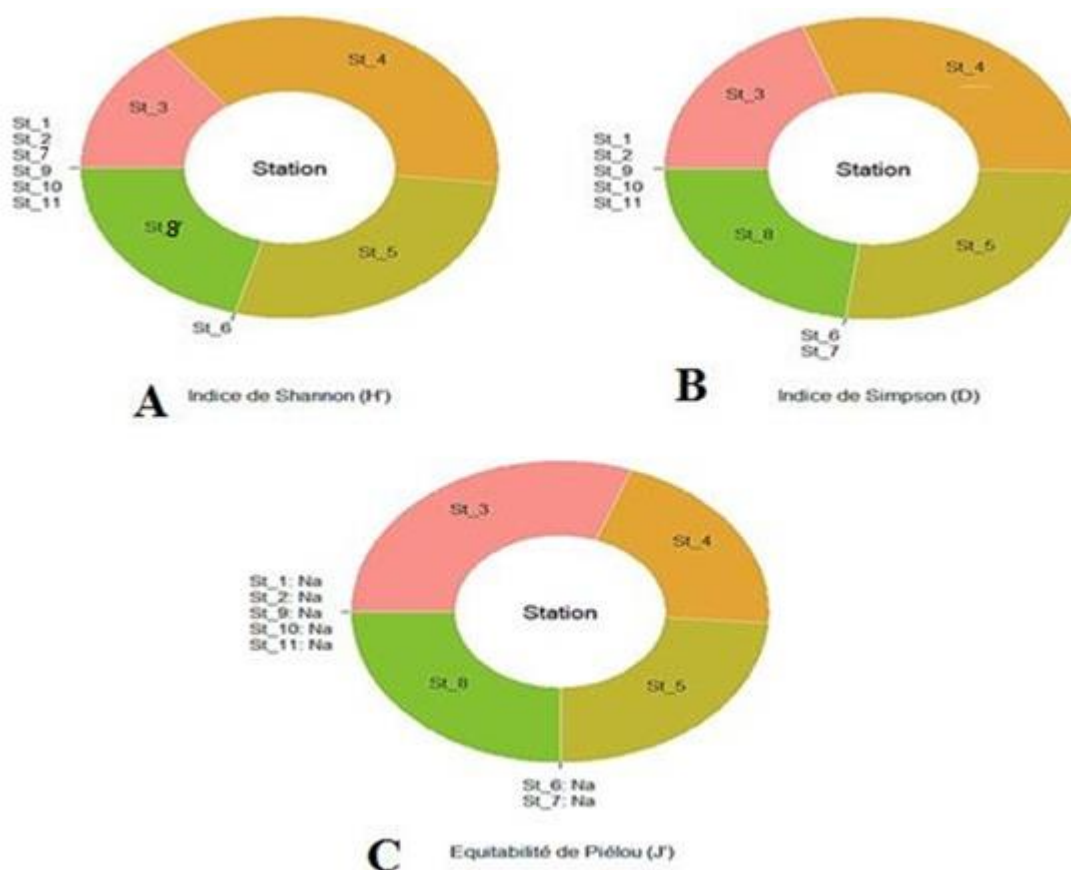 St_4
St_3
St_1
St_2
St_7
St_9
St_10
St_11
Station
St_8
St_5
St_6
A Indice de Shannon (H')
St_4
St_3
St_1
St_2
St_9
St_10
St_11
Station
St_8
St_5
St_6
St_7
B Indice de Simpson (D)
St_3
St_4
St_1: Na
St_2: Na
St_9: Na
St_10: Na
St_11: Na
Station
St_8
St_5
St_6: Na
St_7: Na
C Equitabilité de Piélou (J')